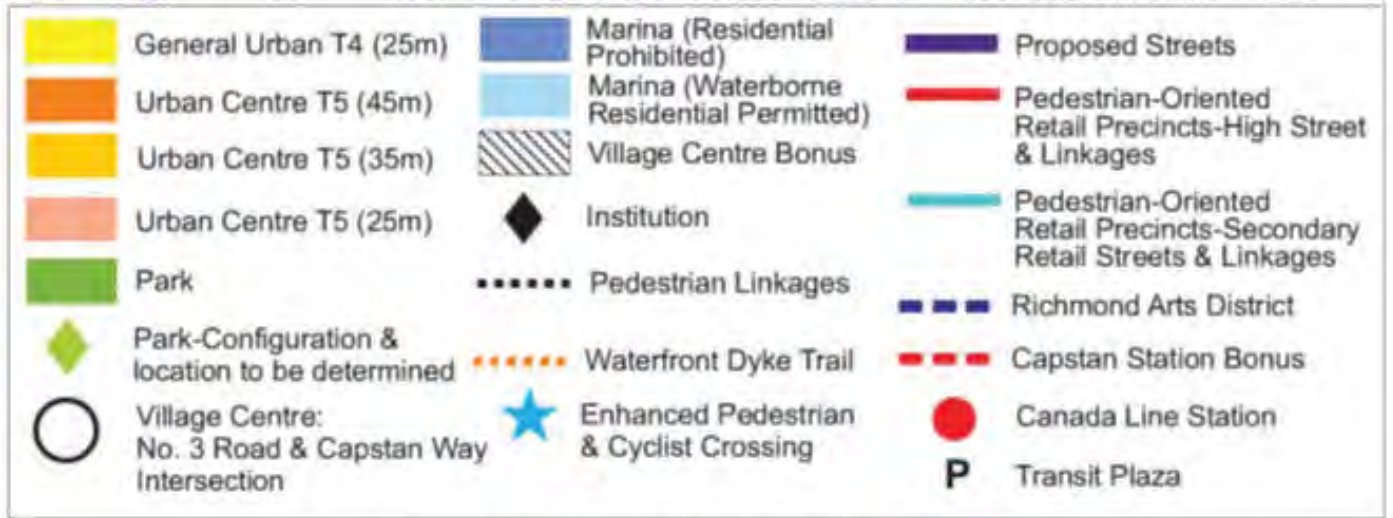 General Urban T4 (25m)
Urban Centre T5 (45m)
Urban Centre T5 (35m)
Urban Centre T5 (25m)
Park
Park-Configuration &
location to be determined
Village Centre:
No. 3 Road & Capstan Way
Intersection
Marina (Residential
Prohibited)
Marina (Waterborne
Residential Permitted)
Village Centre Bonus
Institution
Pedestrian Linkages
Waterfront Dyke Trail
Enhanced Pedestrian
& Cyclist Crossing
Proposed Streets
Pedestrian-Oriented
Retail Precincts-High Street
& Linkages
Pedestrian-Oriented
Retail Precincts-Secondary
Retail Streets & Linkages
Richmond Arts District
Capstan Station Bonus
Canada Line Station
P Transit Plaza